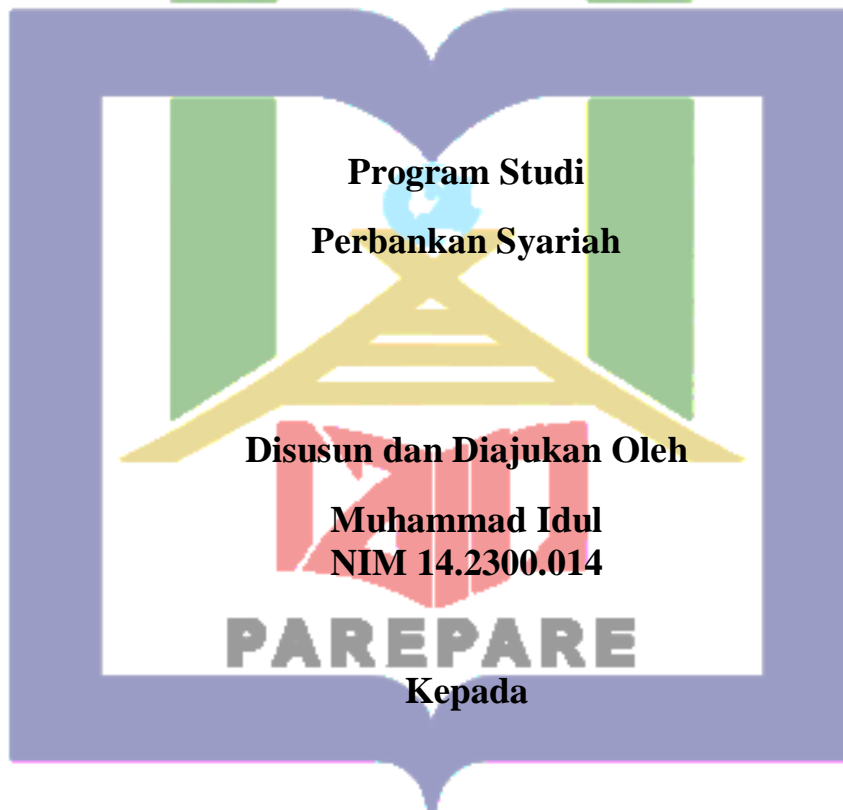 Program Studi
Perbankan Syariah
Disusun dan Diajukan Oleh
Muhammad Idul
NIM 14.2300.014
PAREPARE
Kepada